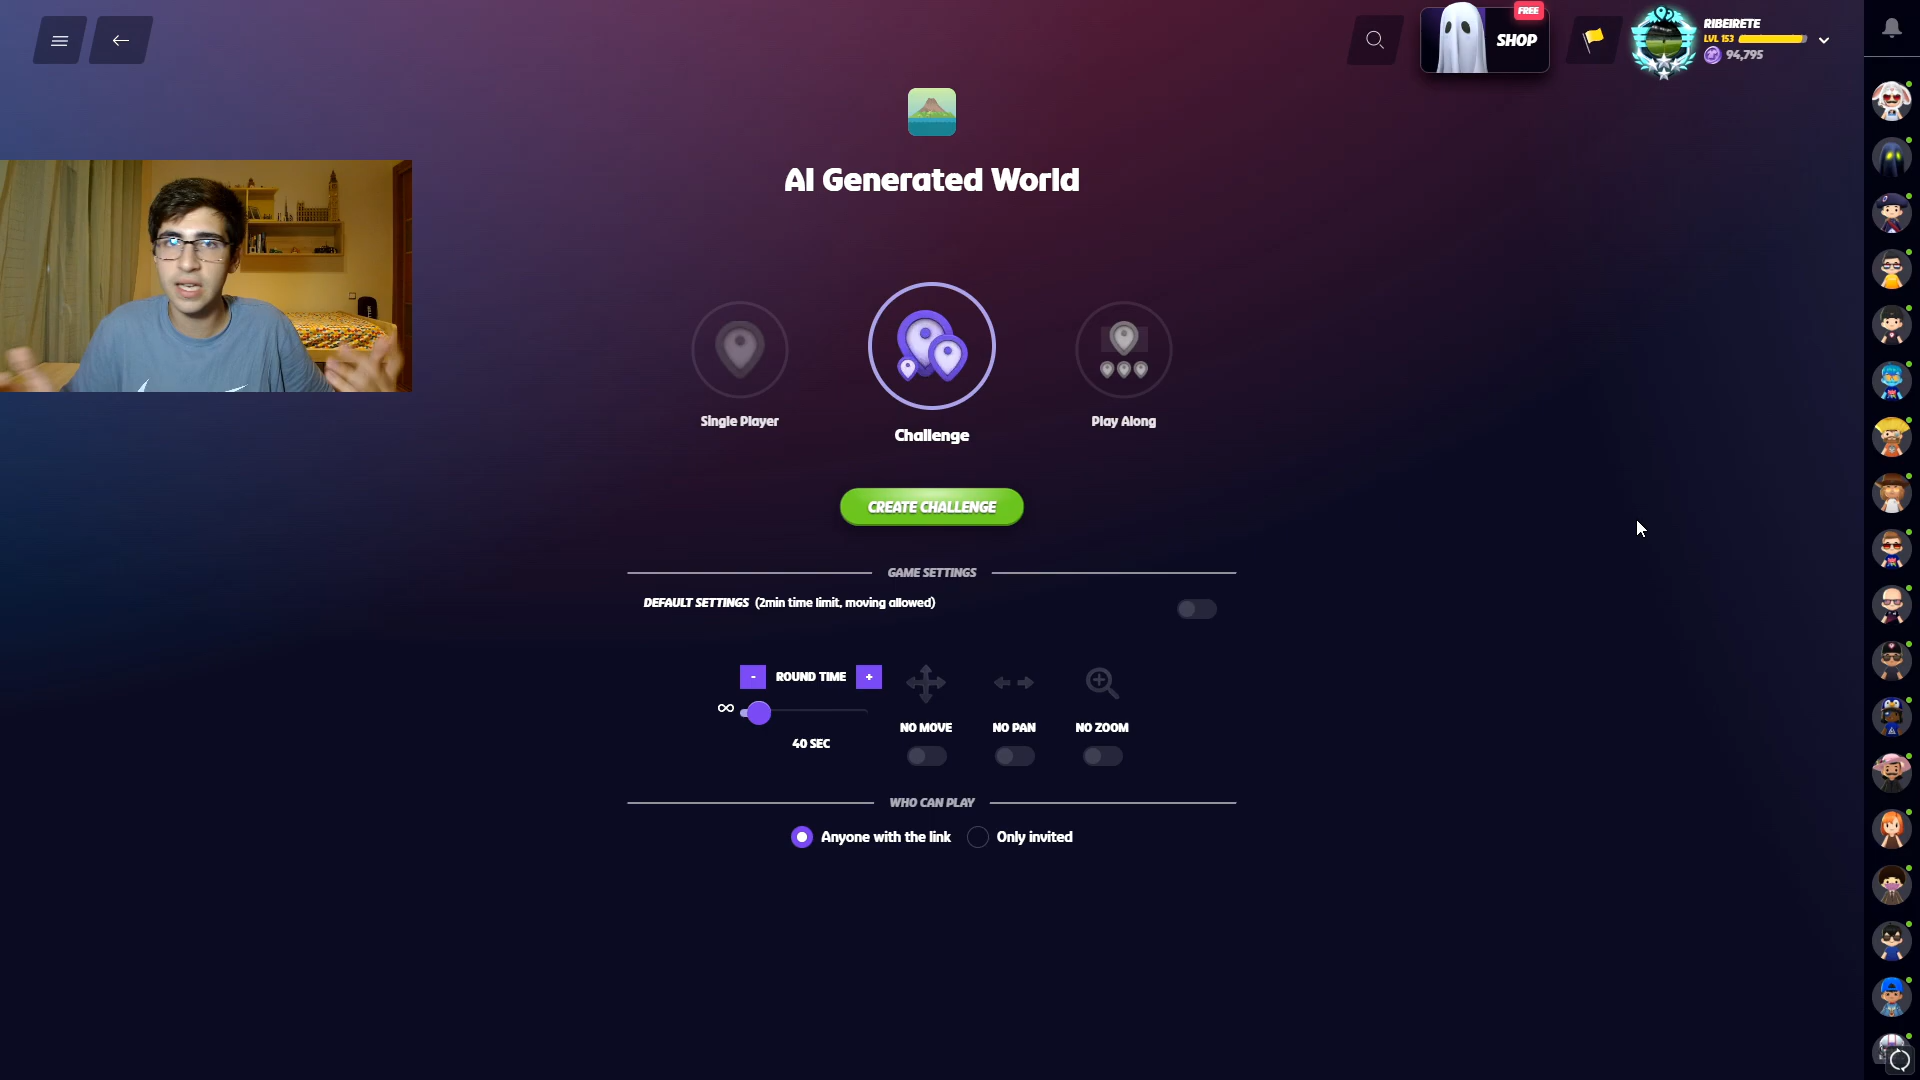 FREE
SHOP
RIBEIRETE
LVL 153
94,795
AI Generated World
Single Player
Challenge
Play Along
CREATE CHALLENGE
GAME SETTINGS
DEFAULT SETTINGS (2min time limit, moving allowed)
- ROUND TIME +
∞
40 SEC
NO MOVE
NO PAN
NO ZOOM
WHO CAN PLAY
Anyone with the link
Only invited